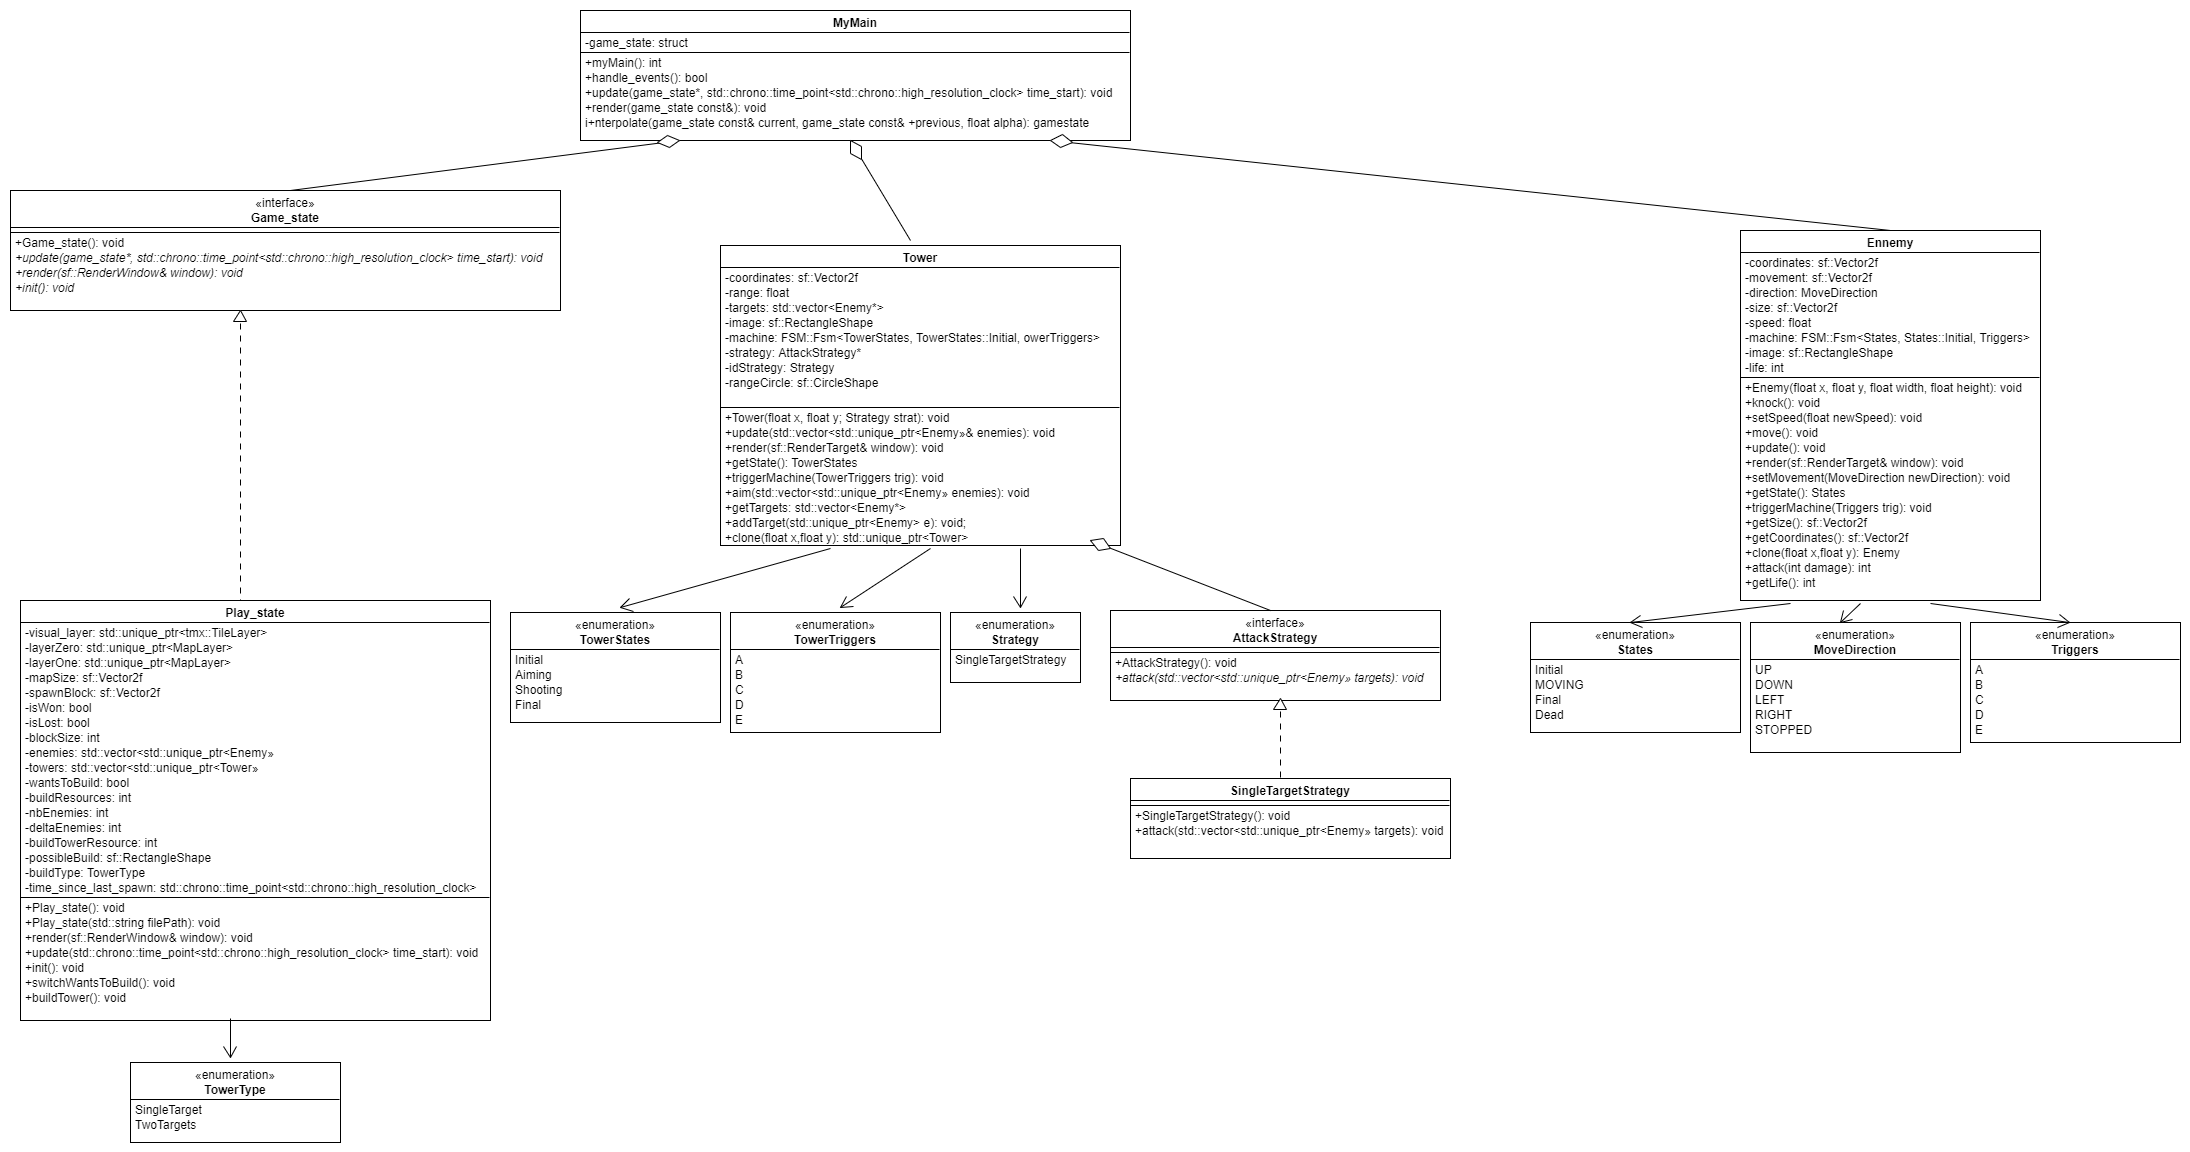 MyMain
-game_state: struct
+myMain(): int
+handle_events(): bool
+update(game_state*, std::chrono::time_point<std::chrono::high_resolution_clock> time_start): void
+render(game_state const&): void
i+nterpolate(game_state const& current, game_state const& +previous, float alpha): gamestate
«interface»
Game_state
+Game_state(): void
+update(game_state*, std::chrono::time_point<std::chrono::high_resolution_clock> time_start): void
+render(sf::RenderWindow& window): void
+init(): void
Tower
-coordinates: sf::Vector2f
-range: float
-targets: std::vector<Enemy*>
-image: sf::RectangleShape
-machine: FSM::Fsm<TowerStates, TowerStates::Initial, owerTriggers>
-strategy: AttackStrategy*
-idStrategy: Strategy
-rangeCircle: sf::CircleShape
+Tower(float x, float y; Strategy strat): void
+update(std::vector<std::unique_ptr<Enemy»& enemies): void
+render(sf::RenderTarget& window): void
+getState(): TowerStates
+triggerMachine(TowerTriggers trig): void
+aim(std::vector<std::unique_ptr<Enemy» enemies): void
+getTargets: std::vector<Enemy*>
+addTarget(std::unique_ptr<Enemy> e): void;
+clone(float x,float y): std::unique_ptr<Tower>
Ennemy
-coordinates: sf::Vector2f
-movement: sf::Vector2f
-direction: MoveDirection
-size: sf::Vector2f
-speed: float
-machine: FSM::Fsm<States, States::Initial, Triggers>
-image: sf::RectangleShape
-life: int
+Enemy(float x, float y, float width, float height): void
+knock(): void
+setSpeed(float newSpeed): void
+move(): void
+update(): void
+render(sf::RenderTarget& window): void
+setMovement(MoveDirection newDirection): void
+getState(): States
+triggerMachine(Triggers trig): void
+getSize(): sf::Vector2f
+getCoordinates(): sf::Vector2f
+clone(float x,float y): Enemy
+attack(int damage): int
+getLife(): int
Play_state
-visual_layer: std::unique_ptr<tmx::TileLayer>
-layerZero: std::unique_ptr<MapLayer>
-layerOne: std::unique_ptr<MapLayer>
-mapSize: sf::Vector2f
-spawnBlock: sf::Vector2f
-isWon: bool
-isLost: bool
-blockSize: int
-enemies: std::vector<std::unique_ptr<Enemy»
-towers: std::vector<std::unique_ptr<Tower»
-wantsToBuild: bool
-buildResources: int
-nbEnemies: int
-deltaEnemies: int
-buildTowerResource: int
-possibleBuild: sf::RectangleShape
-buildType: TowerType
-time_since_last_spawn: std::chrono::time_point<std::chrono::high_resolution_clock>
+Play_state(): void
+Play_state(std::string filePath): void
+render(sf::RenderWindow& window): void
+update(std::chrono::time_point<std::chrono::high_resolution_clock> time_start): void
+init(): void
+switchWantsToBuild(): void
+buildTower(): void
«enumeration»
TowerStates
Initial
Aiming
Shooting
Final
«enumeration»
TowerTriggers
A
B
C
D
E
«enumeration»
Strategy
SingleTargetStrategy
«interface»
AttackStrategy
+AttackStrategy(): void
+attack(std::vector<std::unique_ptr<Enemy» targets): void
«enumeration»
States
Initial
MOVING
Final
Dead
«enumeration»
MoveDirection
UP
DOWN
LEFT
RIGHT
STOPPED
«enumeration»
Triggers
A
B
C
D
E
SingleTargetStrategy
+SingleTargetStrategy(): void
+attack(std::vector<std::unique_ptr<Enemy» targets): void
«enumeration»
TowerType
SingleTarget
TwoTargets